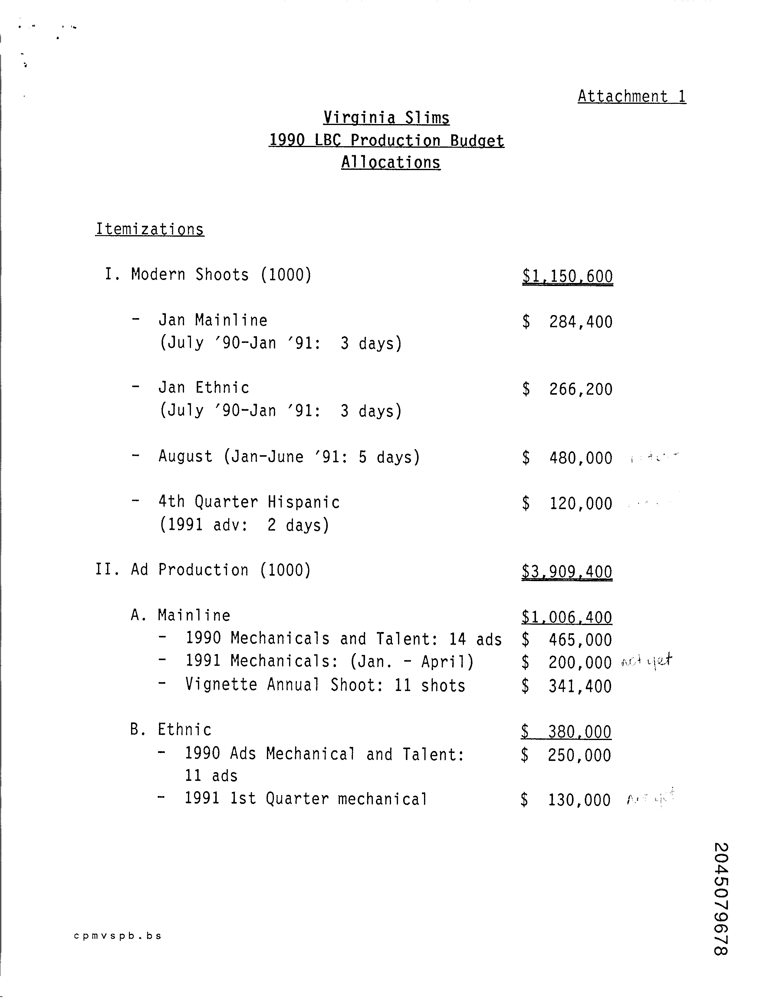 Attachment 1
Virginia Slims
1990 LBC Production Budget
Allocations
Itemizations
I. Modern Shoots (1000) $1,150,600
- Jan Mainline $ 284,400
(July '90-Jan '91: 3 days)
- Jan Ethnic $ 266,200
(July '90-Jan '91: 3 days)
- August (Jan-June '91: 5 days) $ 480,000
- 4th Quarter Hispanic $ 120,000
(1991 adv: 2 days)
II. Ad Production (1000) $3,909,400
A. Mainline $1,006,400
- 1990 Mechanicals and Talent: 14 ads $ 465,000
- 1991 Mechanicals: (Jan. - April) $ 200,000 not yet
- Vignette Annual Shoot: 11 shots $ 341,400
B. Ethnic $ 380,000
- 1990 Ads Mechanical and Talent: $ 250,000
11 ads
- 1991 1st Quarter mechanical $ 130,000 not yet
2045079678
cpmvspb.bs